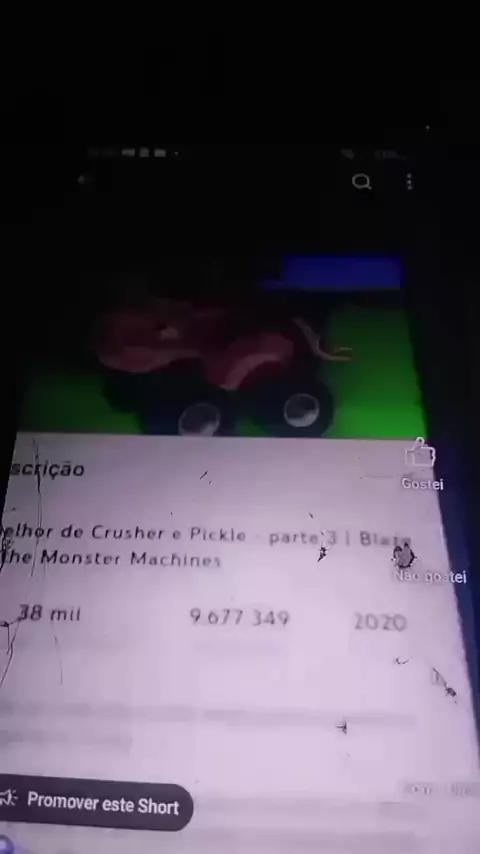 scrição
Gostei
elhor de Crusher e Pickle - parte 3 | Blaze
the Monster Machines
Não gostei
38 mil 9 677 349 2020
Promover este Short